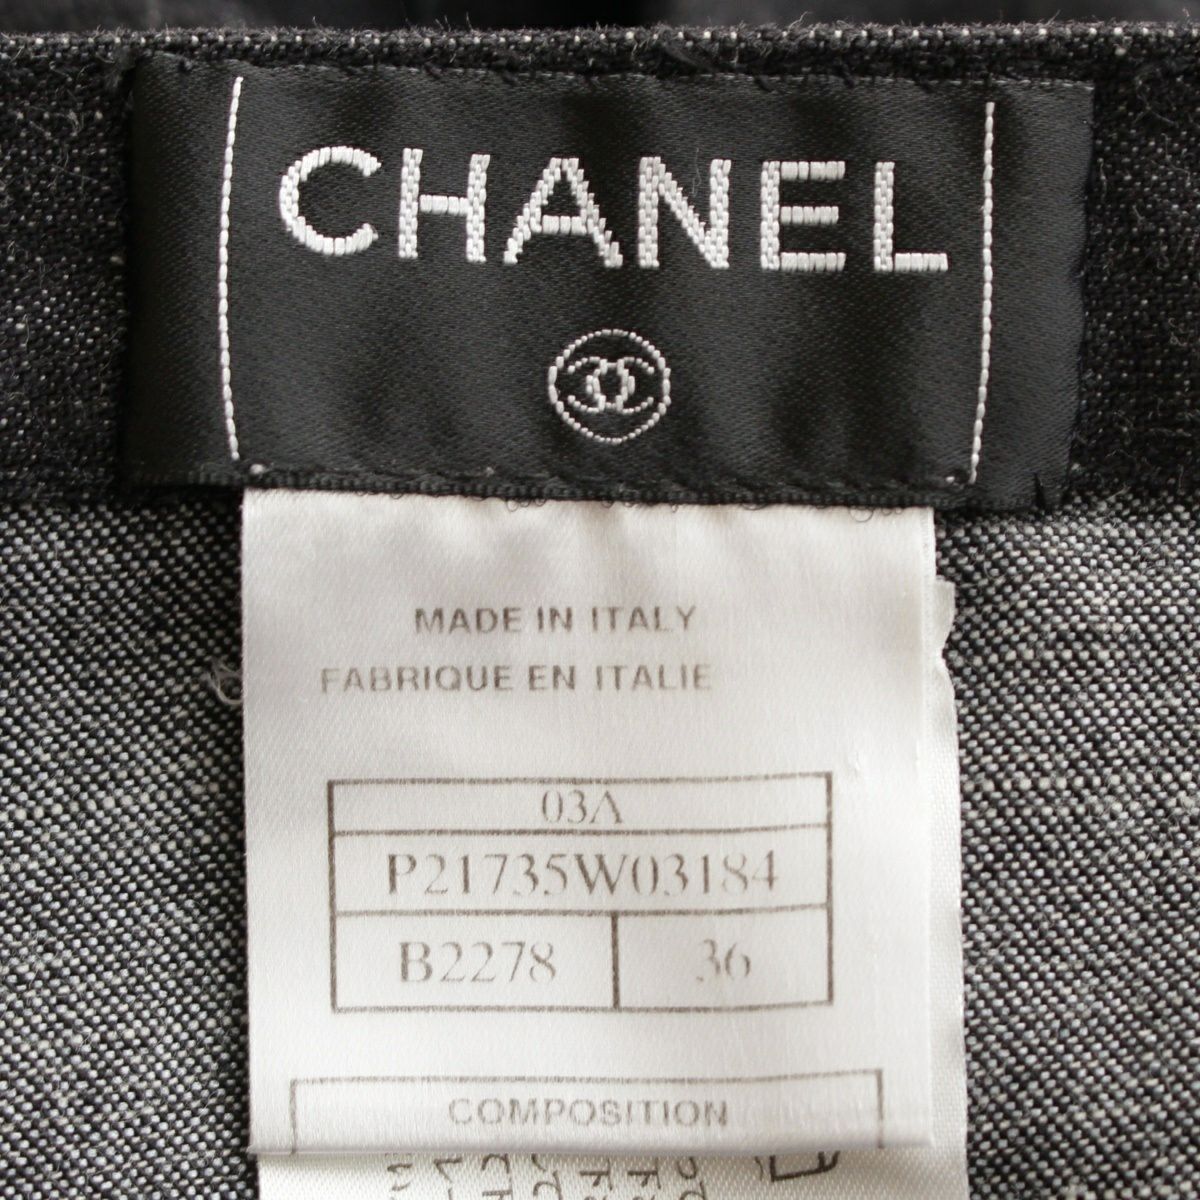 CHANEL
MADE IN ITALY
FABRIQUE EN ITALIE
03A
P21735W03184
B2278 36
COMPOSITION